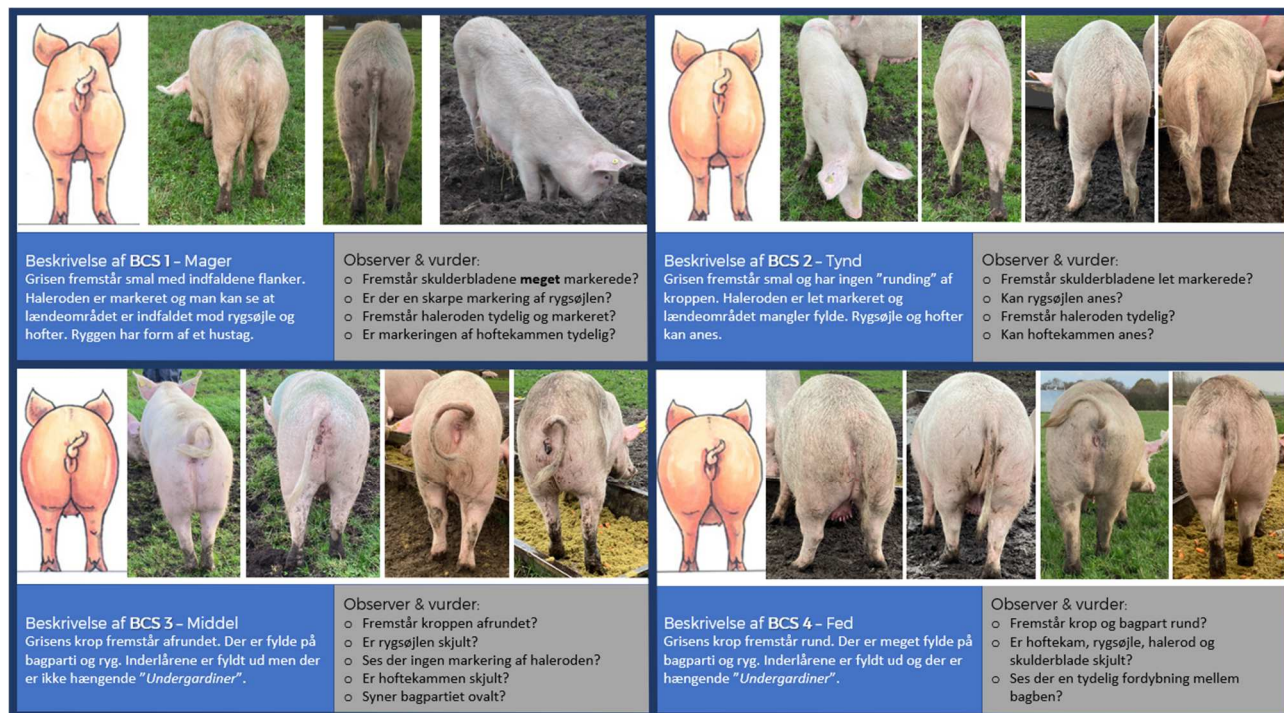 Beskrivelse af BCS 1 – Mager
Grisen fremstår smal med indfaldene flanker.
Haleroden er markeret og man kan se at
lændeområdet er indfaldet mod rygsøjle og
hofter. Ryggen har form af et hustag.
Observer & vurder:
o Fremstår skulderbladene meget markerede?
o Er der en skarpe markering af rygsøjlen?
o Fremstår haleroden tydelig og markeret?
o Er markeringen af hoftekammen tydelig?
Beskrivelse af BCS 2 – Tynd
Grisen fremstår smal og har ingen ”runding” af
kroppen. Haleroden er let markeret og
lændeområdet mangler fylde. Rygsøjle og hofter
kan anes.
Observer & vurder:
o Fremstår skulderbladene let markerede?
o Kan rygsøjlen anes?
o Fremstår haleroden tydelig?
o Kan hoftekammen anes?
Beskrivelse af BCS 3 – Middel
Grisens krop fremstår afrundet. Der er fylde på
bagparti og ryg. Inderlårene er fyldt ud men der
er ikke hængende ”Undergardiner”.
Observer & vurder:
o Fremstår kroppen afrundet?
o Er rygsøjlen skjult?
o Ses der ingen markering af haleroden?
o Er hoftekammen skjult?
o Syner bagpartiet ovalt?
Beskrivelse af BCS 4 – Fed
Grisens krop fremstår rund. Der er meget fylde på
bagparti og ryg. Inderlårene er fyldt ud og der er
hængende ”Undergardiner”.
Observer & vurder:
o Fremstår krop og bagpart rund?
o Er hoftekam, rygsøjle, halerod og
skulderblade skjult?
o Ses der en tydelig fordybning mellem
bagben?